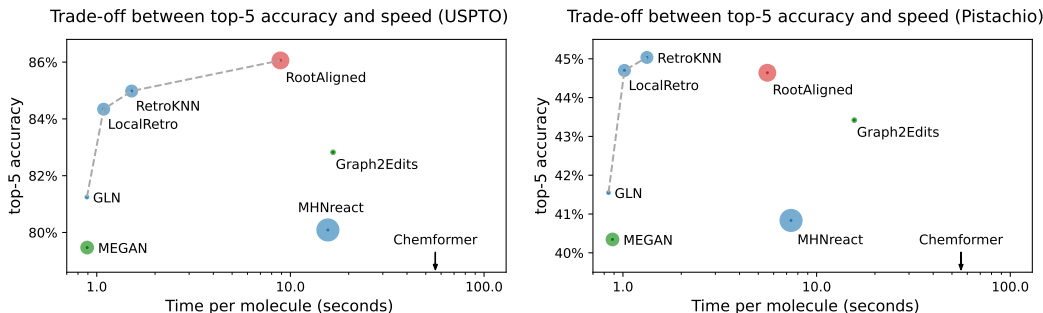 Trade-off between top-5 accuracy and speed (USPTO)
86%
84%
82%
80%
top-5 accuracy
RootAligned
RetroKNN
LocalRetro
Graph2Edits
GLN
MHNreact
MEGAN
Chemformer
1.0
10.0
100.0
Time per molecule (seconds)
Trade-off between top-5 accuracy and speed (Pistachio)
45%
44%
43%
42%
41%
40%
top-5 accuracy
RetroKNN
LocalRetro
RootAligned
Graph2Edits
GLN
MEGAN
MHNreact
Chemformer
1.0
10.0
100.0
Time per molecule (seconds)